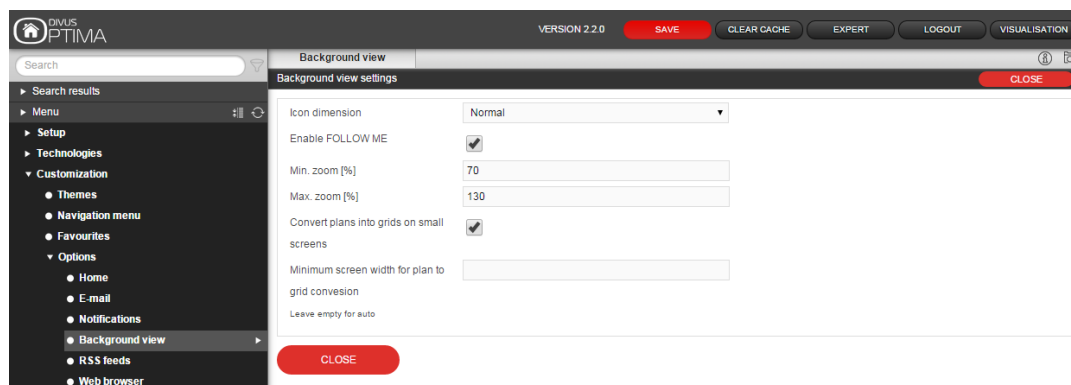 DIVUS
OPTIMA
VERSION 2.2.0
SAVE
CLEAR CACHE
EXPERT
LOGOUT
VISUALISATION
Search
Search results
Menu
Setup
Technologies
Customization
Themes
Navigation menu
Favourites
Options
Home
E-mail
Notifications
Background view
RSS feeds
Web browser
Background view
Background view settings
CLOSE
Icon dimension Normal
Enable FOLLOW ME
Min. zoom [%] 70
Max. zoom [%] 130
Convert plans into grids on small
screens
Minimum screen width for plan to
grid convesion
Leave empty for auto
CLOSE